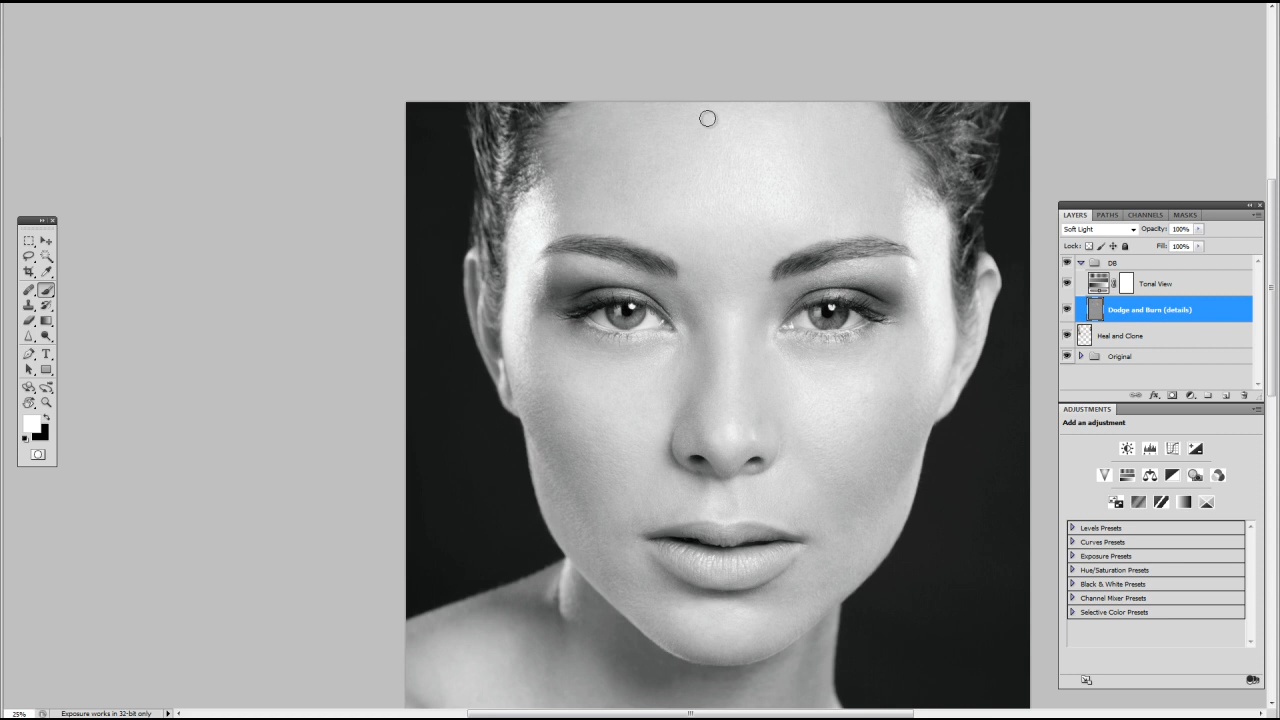 LAYERS PATHS CHANNELS MASKS
Soft Light Opacity: 100%
Lock: Fill: 100%
DB
Tonal View
Dodge and Burn (details)
Heal and Clone
Original
ADJUSTMENTS
Add an adjustment
Levels Presets
Curves Presets
Exposure Presets
Hue/Saturation Presets
Black & White Presets
Channel Mixer Presets
Selective Color Presets
25% Exposure works in 32-bit only